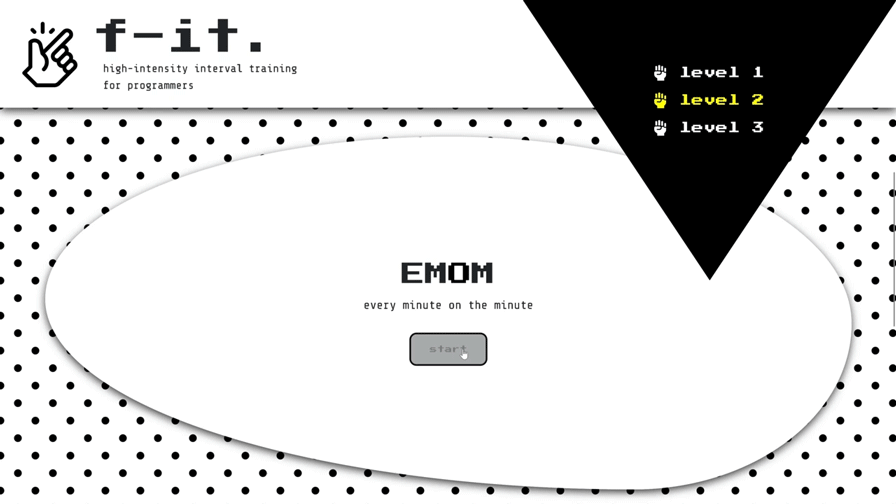 f-it.
high-intensity interval training
for programmers
level 1
level 2
level 3
EMOM
every minute on the minute
start